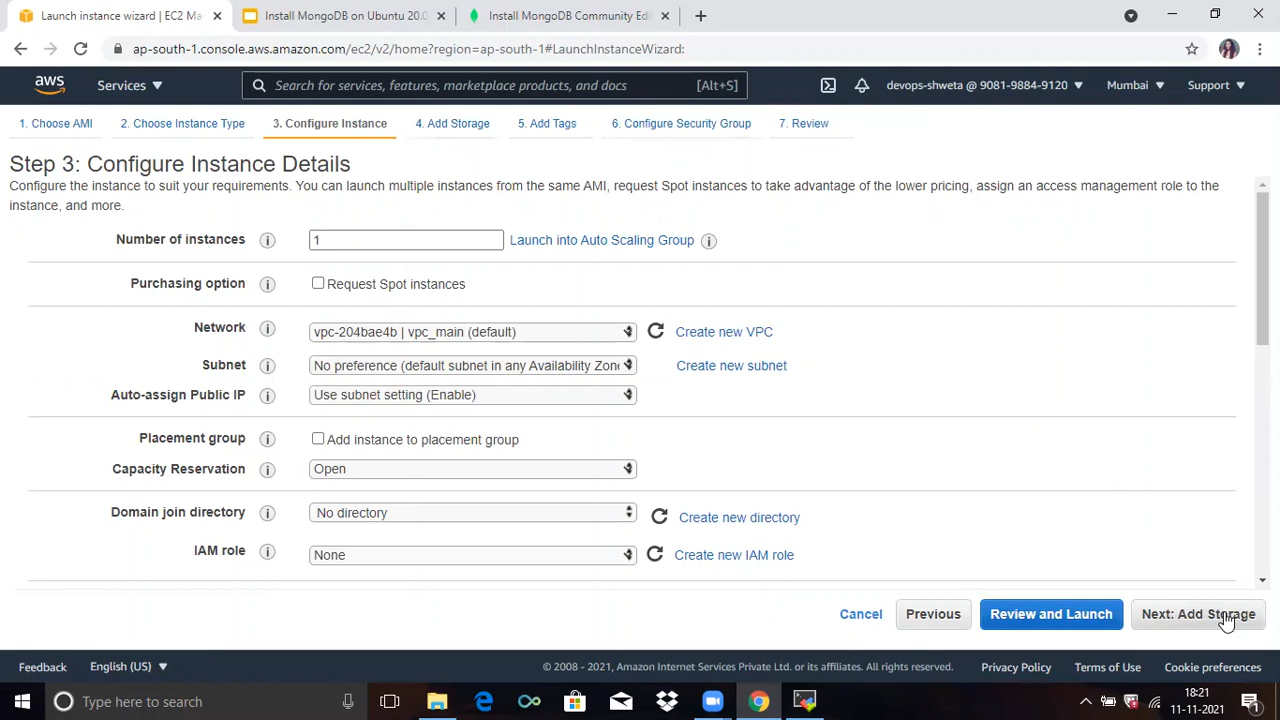 Launch instance wizard | EC2 Ma
Install MongoDB on Ubuntu 20.0
Install MongoDB Community Edi
ap-south-1.console.aws.amazon.com/ec2/v2/home?region=ap-south-1#LaunchInstanceWizard:
aws
Services
Search for services, features, marketplace products, and docs
[Alt+S]
devops-shweta @ 9081-9884-9120
Mumbai
Support
1. Choose AMI
2. Choose Instance Type
3. Configure Instance
4. Add Storage
5. Add Tags
6. Configure Security Group
7. Review
Step 3: Configure Instance Details
Configure the instance to suit your requirements. You can launch multiple instances from the same AMI, request Spot instances to take advantage of the lower pricing, assign an access management role to the
instance, and more.
Number of instances
1
Launch into Auto Scaling Group
Purchasing option
Request Spot instances
Network
vpc-204bae4b | vpc_main (default)
Create new VPC
Subnet
No preference (default subnet in any Availability Zone
Create new subnet
Auto-assign Public IP
Use subnet setting (Enable)
Placement group
Add instance to placement group
Capacity Reservation
Open
Domain join directory
No directory
Create new directory
IAM role
None
Create new IAM role
Cancel
Previous
Review and Launch
Next: Add Storage
Feedback
English (US)
© 2008 - 2021, Amazon Internet Services Private Ltd. or its affiliates. All rights reserved.
Privacy Policy
Terms of Use
Cookie preferences
Type here to search
18:21
11-11-2021